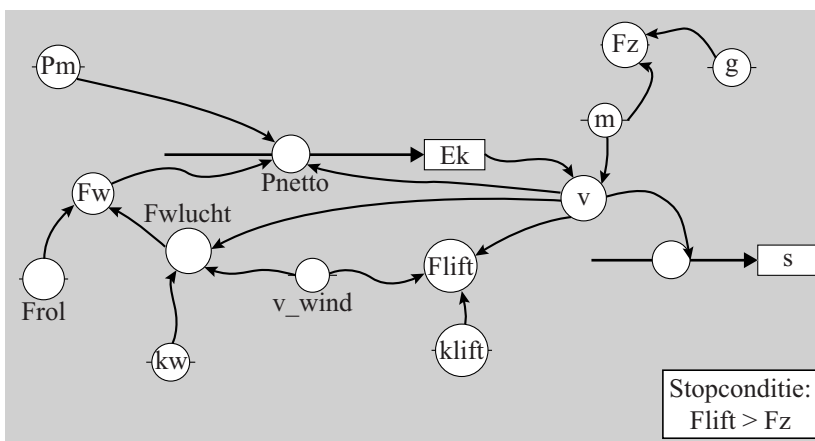 Pm
Fz
g
m
Ek
Pnetto
Fw
v
Fwlucht
Flift
s
Frol
v_wind
kw
klift
Stopconditie:
Flift > Fz